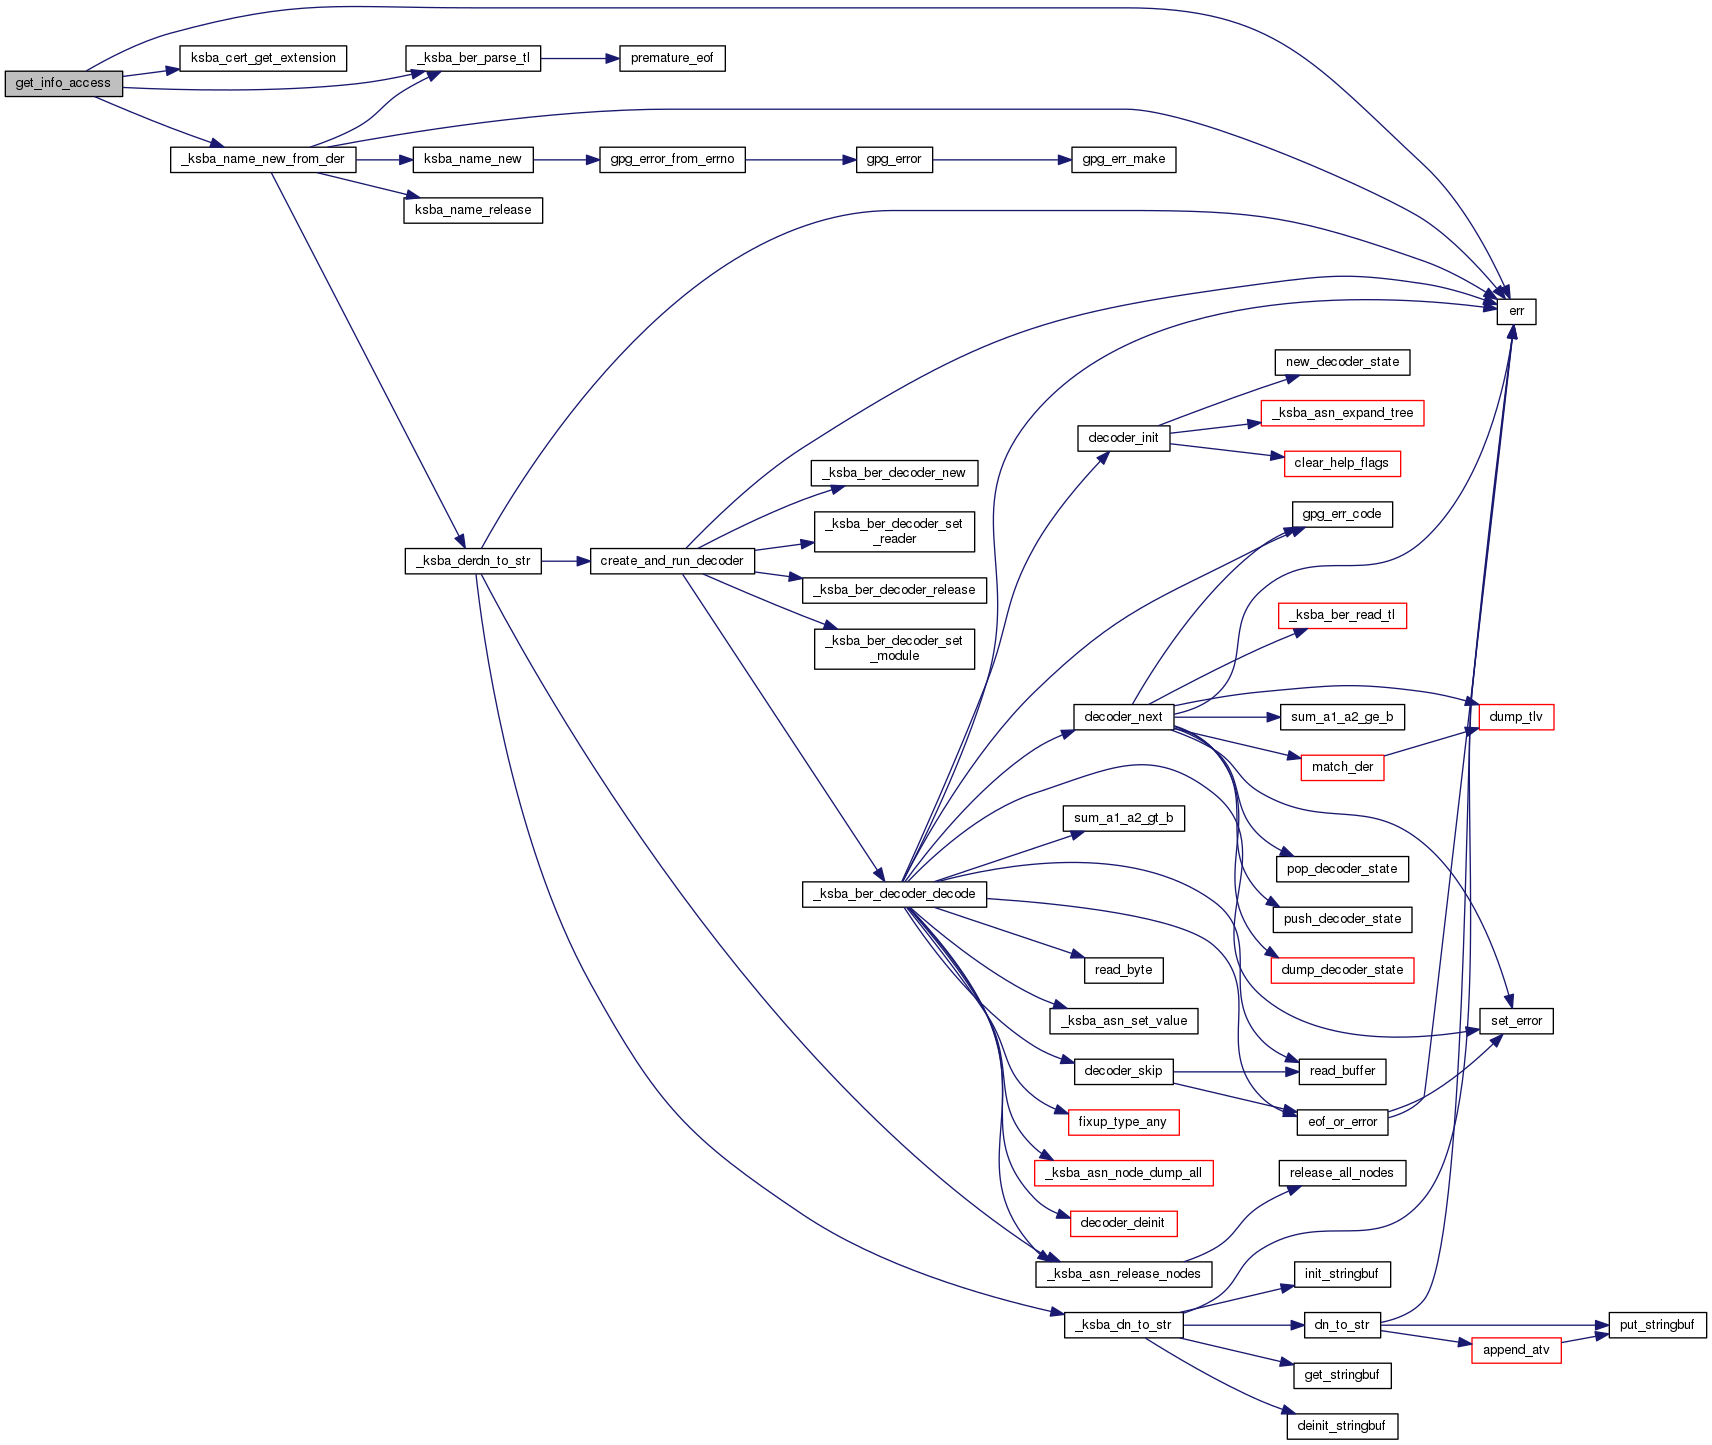 get_info_access
ksba_cert_get_extension
_ksba_ber_parse_tl
premature_eof
_ksba_name_new_from_der
ksba_name_new
gpg_error_from_errno
gpg_error
gpg_err_make
ksba_name_release
err
new_decoder_state
_ksba_asn_expand_tree
decoder_init
clear_help_flags
_ksba_ber_decoder_new
gpg_err_code
_ksba_ber_decoder_set
_reader
_ksba_derdn_to_str
create_and_run_decoder
_ksba_ber_decoder_release
_ksba_ber_read_tl
_ksba_ber_decoder_set
_module
decoder_next
sum_a1_a2_ge_b
dump_tlv
match_der
sum_a1_a2_gt_b
pop_decoder_state
_ksba_ber_decoder_decode
push_decoder_state
read_byte
dump_decoder_state
_ksba_asn_set_value
set_error
decoder_skip
read_buffer
fixup_type_any
eof_or_error
_ksba_asn_node_dump_all
release_all_nodes
decoder_deinit
_ksba_asn_release_nodes
init_stringbuf
_ksba_dn_to_str
dn_to_str
put_stringbuf
append_atv
get_stringbuf
deinit_stringbuf